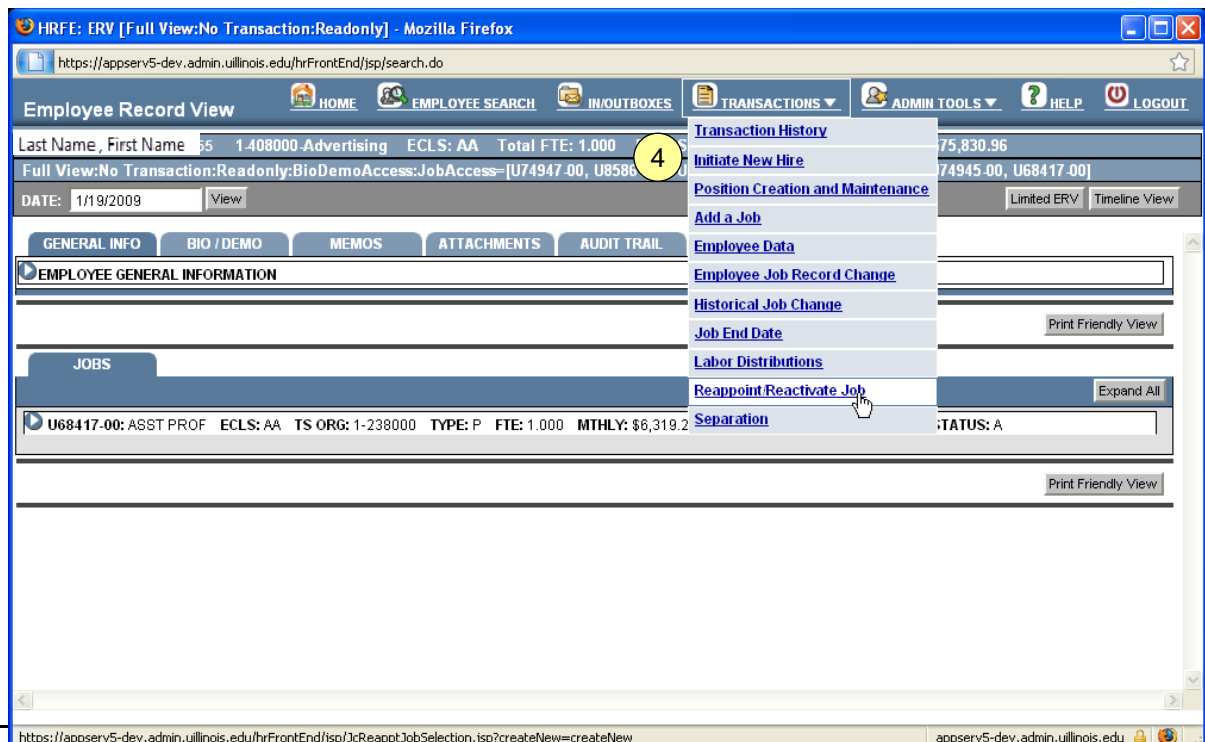 HRFE: ERV [Full View:No Transaction:Readonly] - Mozilla Firefox
https://appserv5-dev.admin.uillinois.edu/hrFrontEnd/jsp/search.do
Employee Record View HOME EMPLOYEE SEARCH IN/OUTBOXES TRANSACTIONS ADMIN TOOLS HELP LOGOUT
Last Name , First Name 1-408000-Advertising ECLS: AA Total FTE: 1.000 75,830.96
Full View:No Transaction:Readonly:BioDemoAccess:JobAccess=[U74947-00, U8586 74945-00, U68417-00]
4
DATE: 1/19/2009 View Limited ERV Timeline View
Transaction History
Initiate New Hire
Position Creation and Maintenance
Add a Job
Employee Data
Employee Job Record Change
Historical Job Change
Job End Date
Labor Distributions
Reappoint/Reactivate Job
Separation
GENERAL INFO BIO / DEMO MEMOS ATTACHMENTS AUDIT TRAIL
EMPLOYEE GENERAL INFORMATION
Print Friendly View
JOBS
Expand All
U68417-00: ASST PROF ECLS: AA TS ORG: 1-238000 TYPE: P FTE: 1.000 MTHLY: $6,319.2 STATUS: A
Print Friendly View
https://appserv5-dev.admin.uillinois.edu/hrFrontEnd/jsp/JcReapptJobSelection.jsp?createNew=createNew appserv5-dev.admin.uillinois.edu